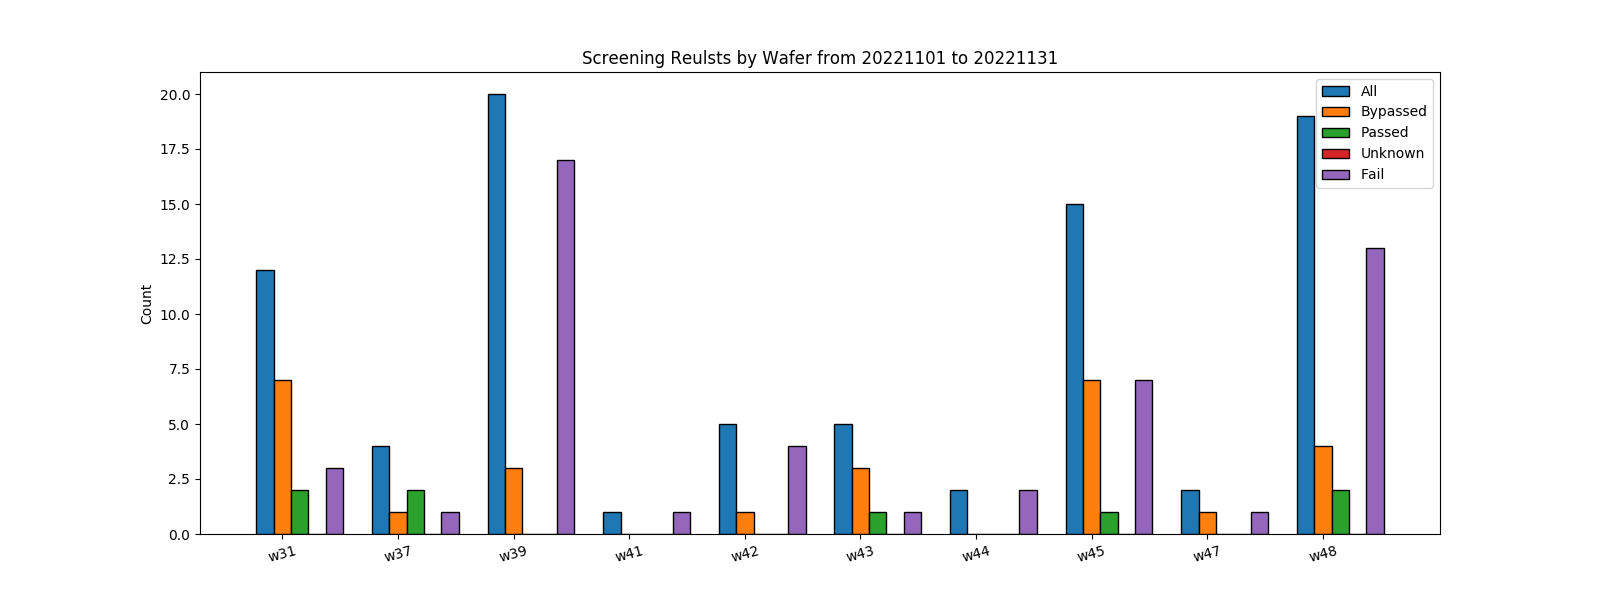 Screening Reulsts by Wafer from 20221101 to 20221131
All
Bypassed
Passed
Unknown
Fail
20.0
17.5
15.0
12.5
10.0
7.5
5.0
2.5
0.0
Count
w31 w37 w39 w41 w42 w43 w44 w45 w47 w48